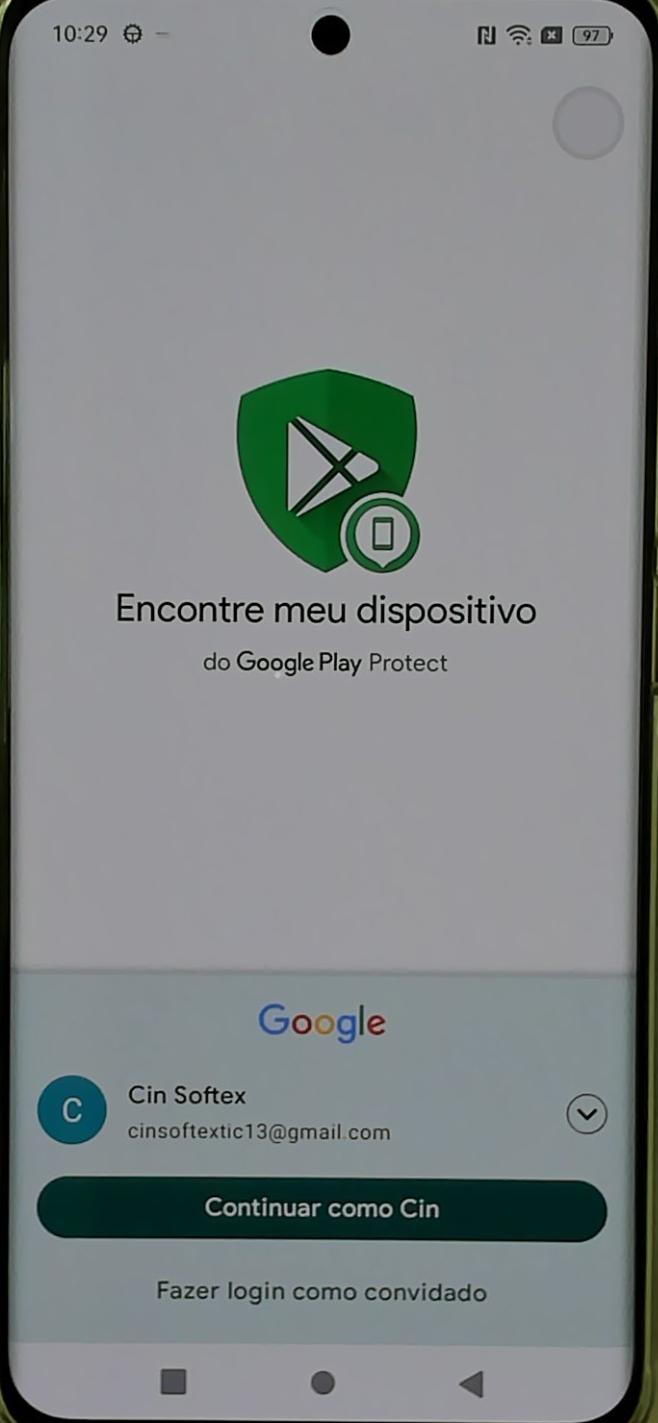 10:29
97
Encontre meu dispositivo
do Google Play Protect
Google
C
Cin Softex
cinsoftextic13@gmail.com
Continuar como Cin
Fazer login como convidado